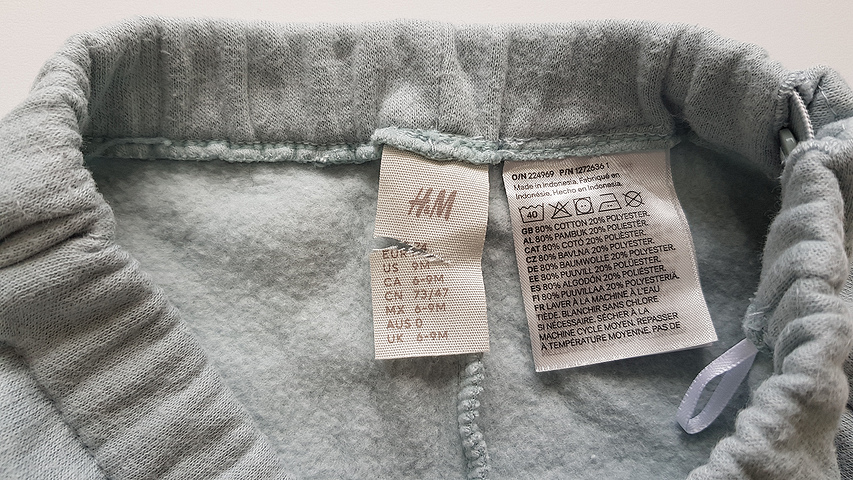 H&M
EUR 74
US 9M
CA 6-9M
CN 73/47
MX 6-9M
AUS 0
UK 6-9M
O/N 224969 P/N 1272636 1
Made in Indonesia, Fabriqué en
Indonésie, Hecho en Indonesia,
40
GB 80% COTTON 20% POLYESTER.
AL 80% PAMBUK 20% POLIESTËR.
CAT 80% COTÓ 20% POLIÈSTER.
CZ 80% BAVLNA 20% POLYESTER.
DE 80% BAUMWOLLE 20% POLYESTER.
EE 80% PUUVILL 20% POLÜESTER.
ES 80% ALGODÓN 20% POLIÉSTER.
FI 80% PUUVILLAA 20% POLYESTERIÄ.
FR LAVER À LA MACHINE À L'EAU
TIÈDE, BLANCHIR SANS CHLORE
SI NÉCESSAIRE, SÉCHER À LA
MACHINE CYCLE MOYEN, REPASSER
À TEMPÉRATURE MOYENNE, PAS DE